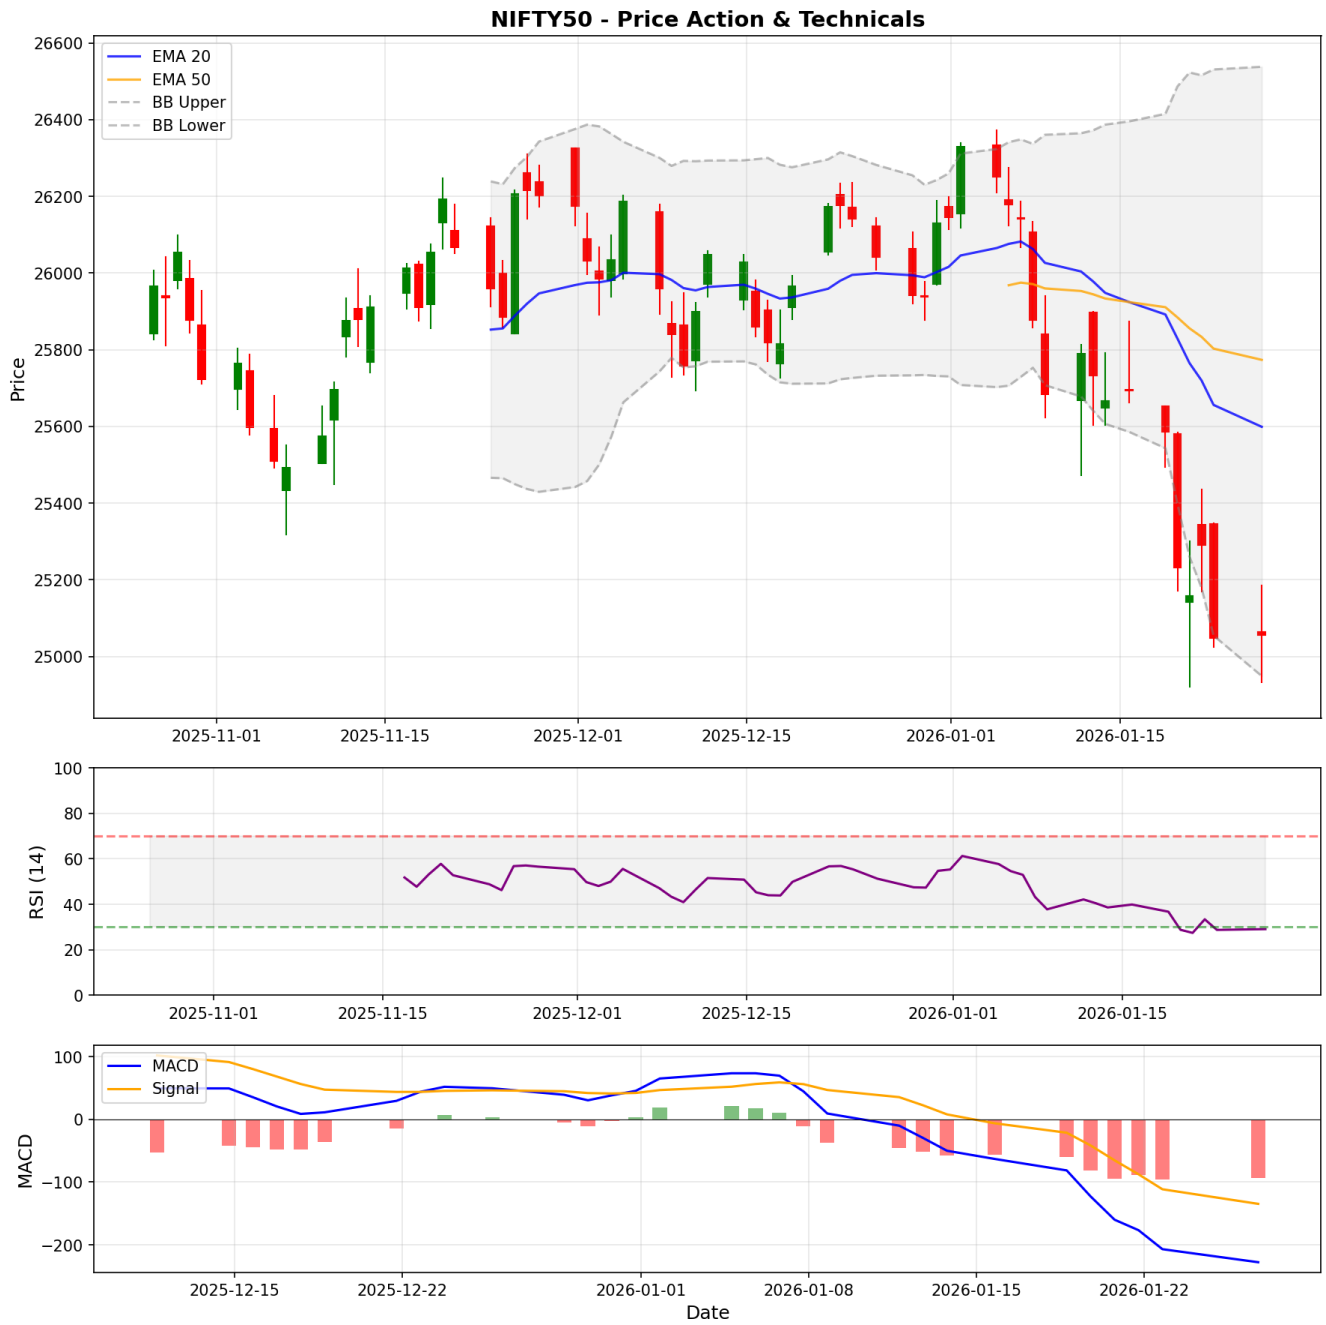 NIFTY50 - Price Action & Technicals
26600
26400
26200
26000
25800
25600
25400
25200
25000
Price
EMA 20
EMA 50
BB Upper
BB Lower
2025-11-01 2025-11-15 2025-12-01 2025-12-15 2026-01-01 2026-01-15
100
80
60
40
20
0
RSI (14)
2025-11-01 2025-11-15 2025-12-01 2025-12-15 2026-01-01 2026-01-15
100
0
−100
−200
MACD
MACD
Signal
2025-12-15 2025-12-22 2026-01-01 2026-01-08 2026-01-15 2026-01-22
Date